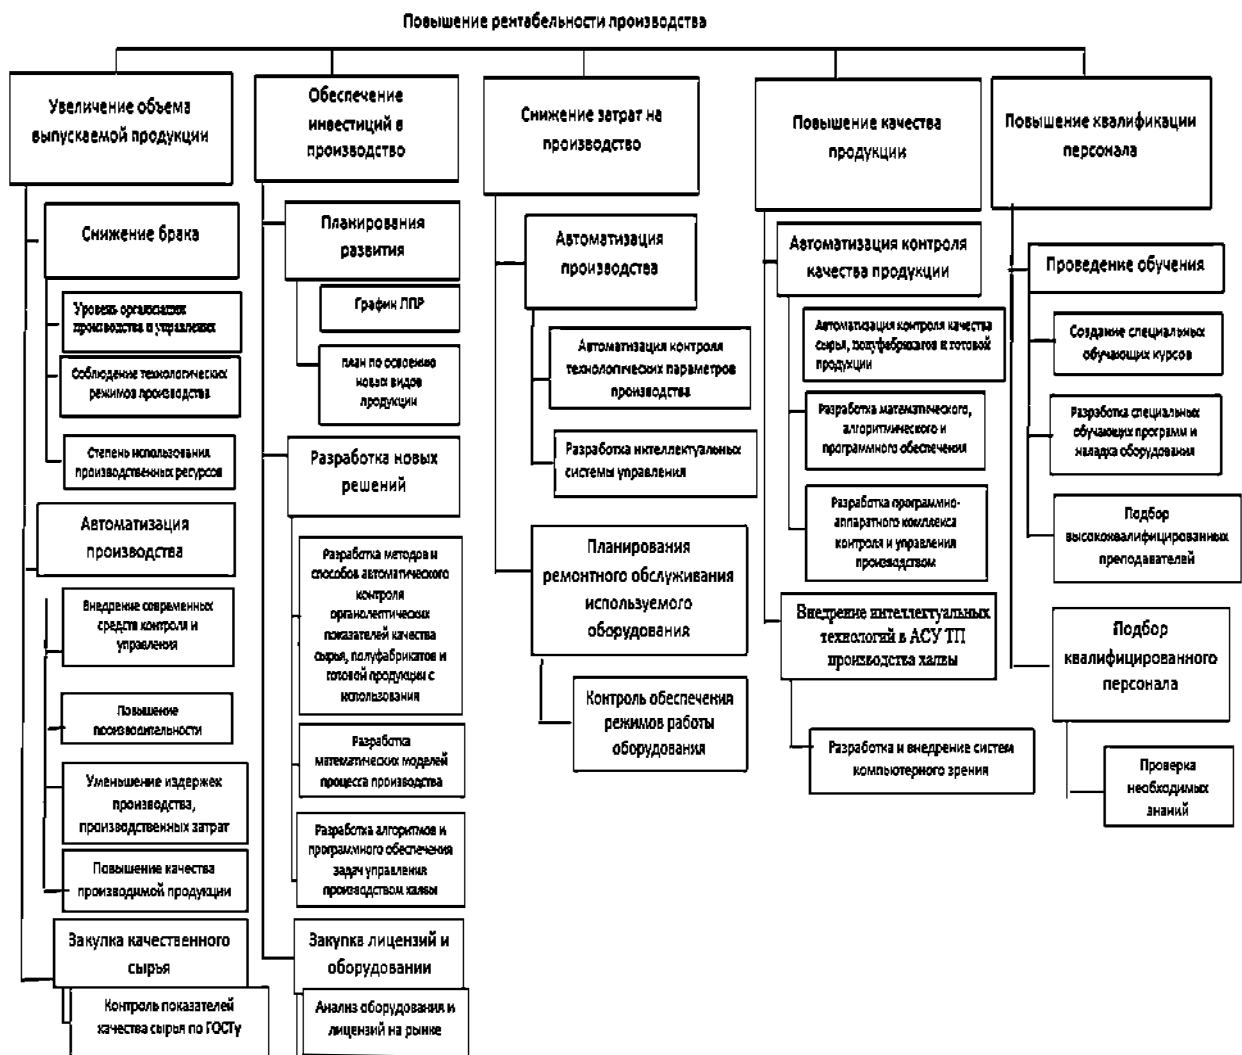 Повышение рентабельности производства
Увеличение объема
выпускаемой продукции
Снижение брака
Уровень организации
производства и управления
Соблюдение технологических
режимов производства
Степень использования
производственных ресурсов
Автоматизация
производства
Внедрение современных
средств контроля и
управления
Повышение
производительности
Уменьшение издержек
производства,
производственных затрат
Повышение качества
производимой продукции
Закупка качественного
сырья
Контроль показателей
качества сырья по ГОСТу
Обеспечение
инвестиций в
производство
Планирования
развития
График ППР
план по освоению
новых видов
продукции
Разработка новых
решений
Разработка методов и
способов автоматического
контроля
органолептических
показателей качества
сырья, полуфабрикатов и
готовой продукции с
использования
Разработка
математических моделей
процесса производства
Разработка алгоритмов и
программного обеспечения
задач управления
производством халвы
Закупка лицензий и
оборудовании
Анализ оборудования и
лицензий на рынке
Снижение затрат на
производство
Автоматизация
производства
Автоматизация контроля
технологических параметров
производства
Разработка интеллектуальных
системы управления
Планирования
ремонтного обслуживания
используемого
оборудования
Контроль обеспечения
режимов работы
оборудования
Повышение качества
продукции
Автоматизация контроля
качества продукции
Автоматизация контроля качества
сырья, полуфабрикатов и готовой
продукции
Разработка математического,
алгоритмического и
программного обеспечения
Разработка программно-
аппаратного комплекса
контроля и управления
производством
Внедрение интеллектуальных
технологий в АСУ ТП
производства халвы
Разработка и внедрение систем
компьютерного зрения
Повышение квалификации
персонала
Проведение обучения
Создание специальных
обучающих курсов
Разработка специальных
обучающих программ и
наладка оборудования
Подбор
высококвалифицированных
преподавателей
Подбор
квалифицированного
персонала
Проверка
необходимых
знаний